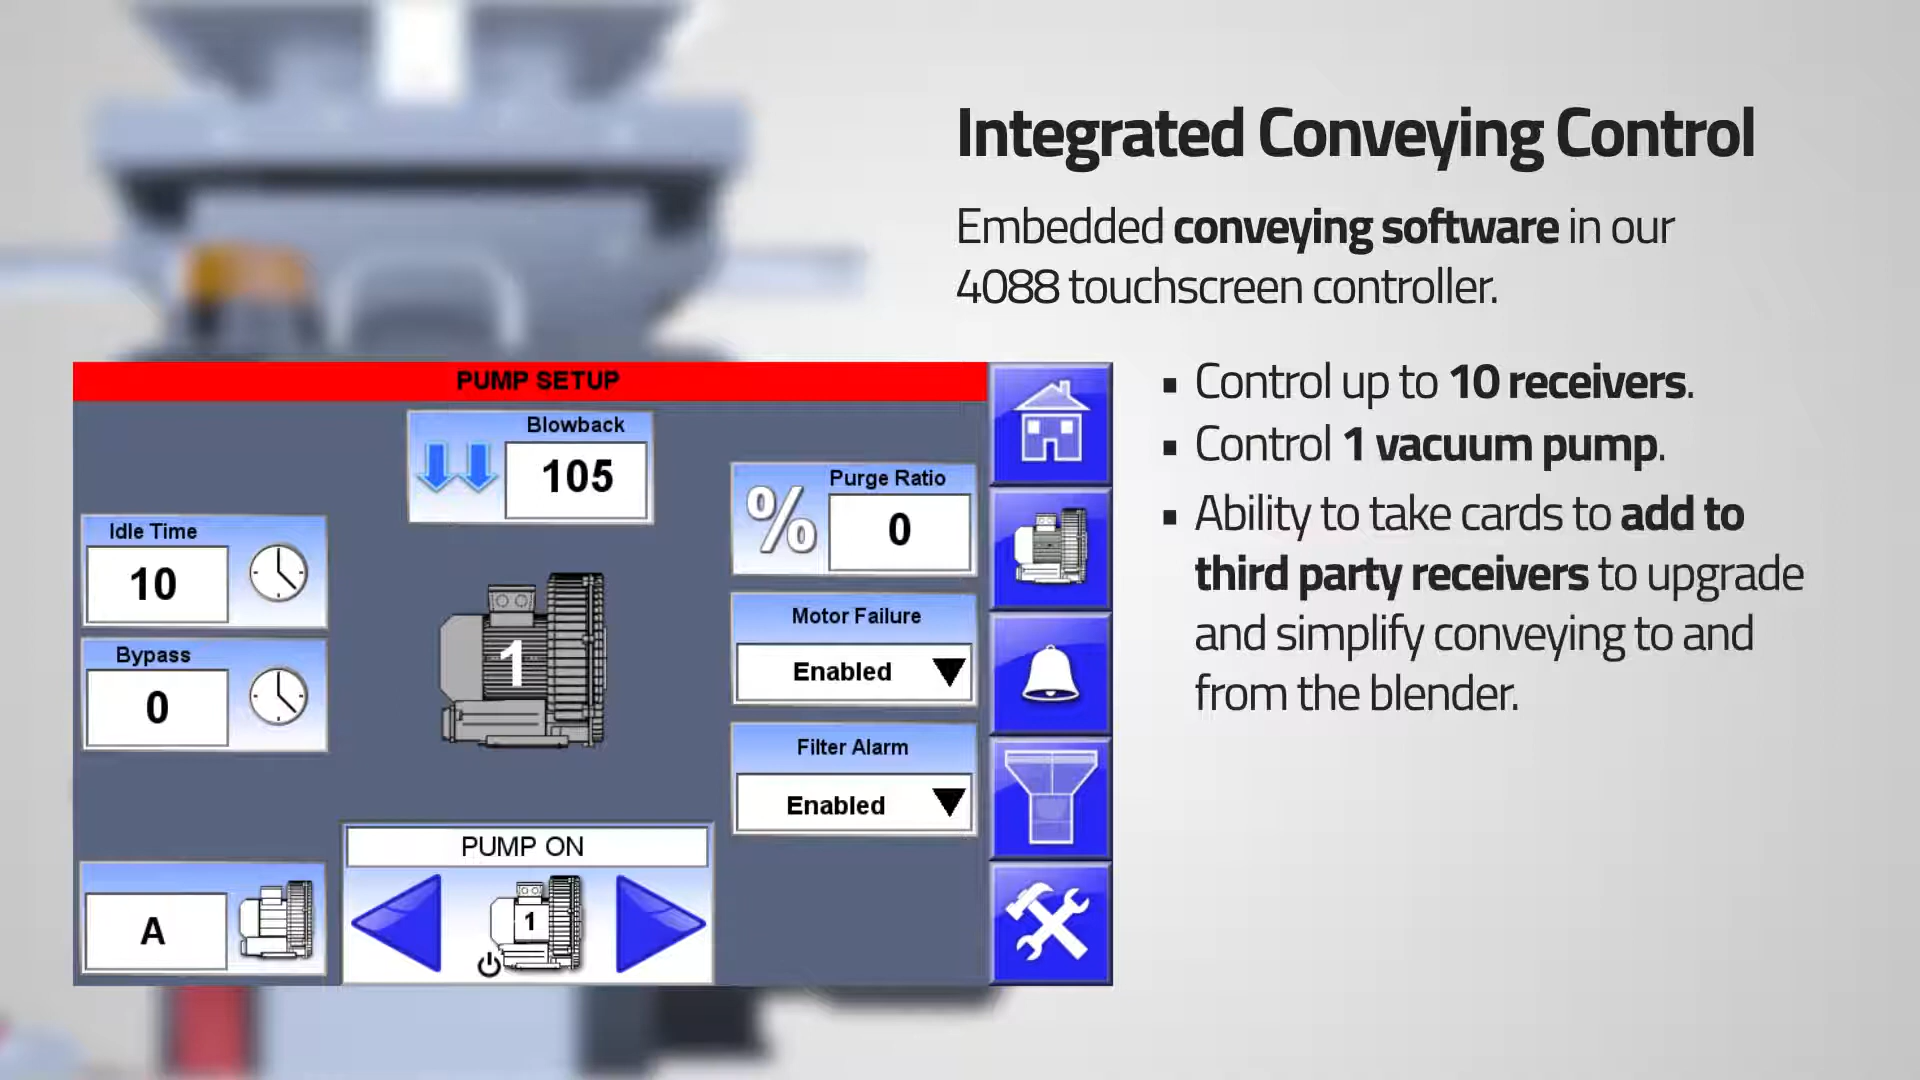 Integrated Conveying Control
Embedded conveying software in our
4088 touchscreen controller.
▪ Control up to 10 receivers.
▪ Control 1 vacuum pump.
▪ Ability to take cards to add to
third party receivers to upgrade
and simplify conveying to and
from the blender.
PUMP SETUP
Blowback
105
Purge Ratio
%
0
Idle Time
10
Bypass
0
1
Motor Failure
Enabled
Filter Alarm
Enabled
PUMP ON
1
A